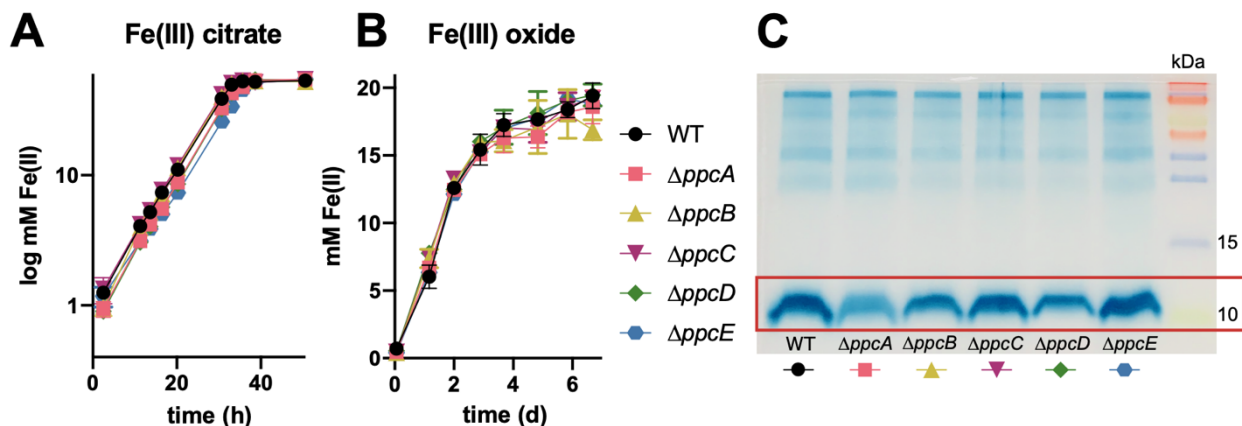 A
Fe(III) citrate
log mM Fe(II)
10
1
0 20 40 60
time (h)
B
Fe(III) oxide
mM Fe(II)
20
15
10
5
0
0 2 4 6
time (d)
WT
ΔppcA
ΔppcB
ΔppcC
ΔppcD
ΔppcE
C
kDa
15
10
WT ΔppcA ΔppcB ΔppcC ΔppcD ΔppcE